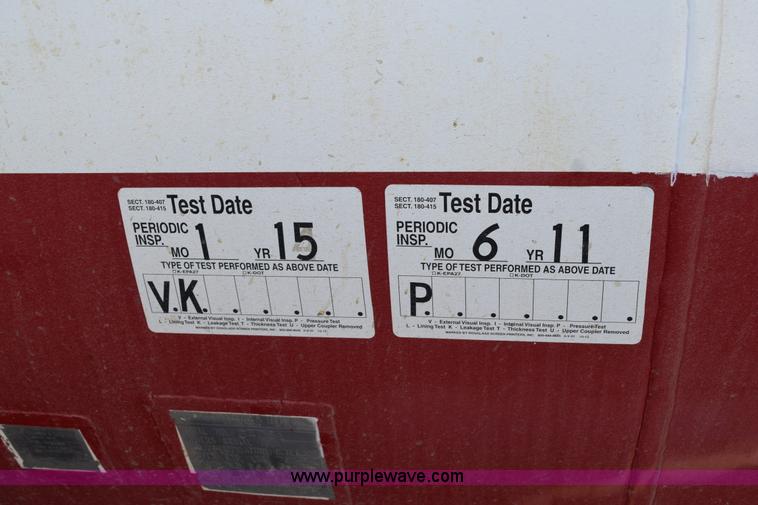 SECT. 180-407
SECT. 180-415
Test Date
PERIODIC
INSP.
MO 1 YR 15
TYPE OF TEST PERFORMED AS ABOVE DATE
☐K-EPA27 ☐K-DOT
V. K. . . . .
V - External Visual Insp. I - Internal Visual Insp. P - Pressure Test
L - Lining Test K - Leakage Test T - Thickness Test U - Upper Coupler Removed
SECT. 180-407
SECT. 180-415
Test Date
PERIODIC
INSP.
MO 6 YR 11
TYPE OF TEST PERFORMED AS ABOVE DATE
☐K-EPA27 ☐K-DOT
P. . . . . .
V - External Visual Insp. I - Internal Visual Insp. P - Pressure Test
L - Lining Test K - Leakage Test T - Thickness Test U - Upper Coupler Removed
www.purplewave.com